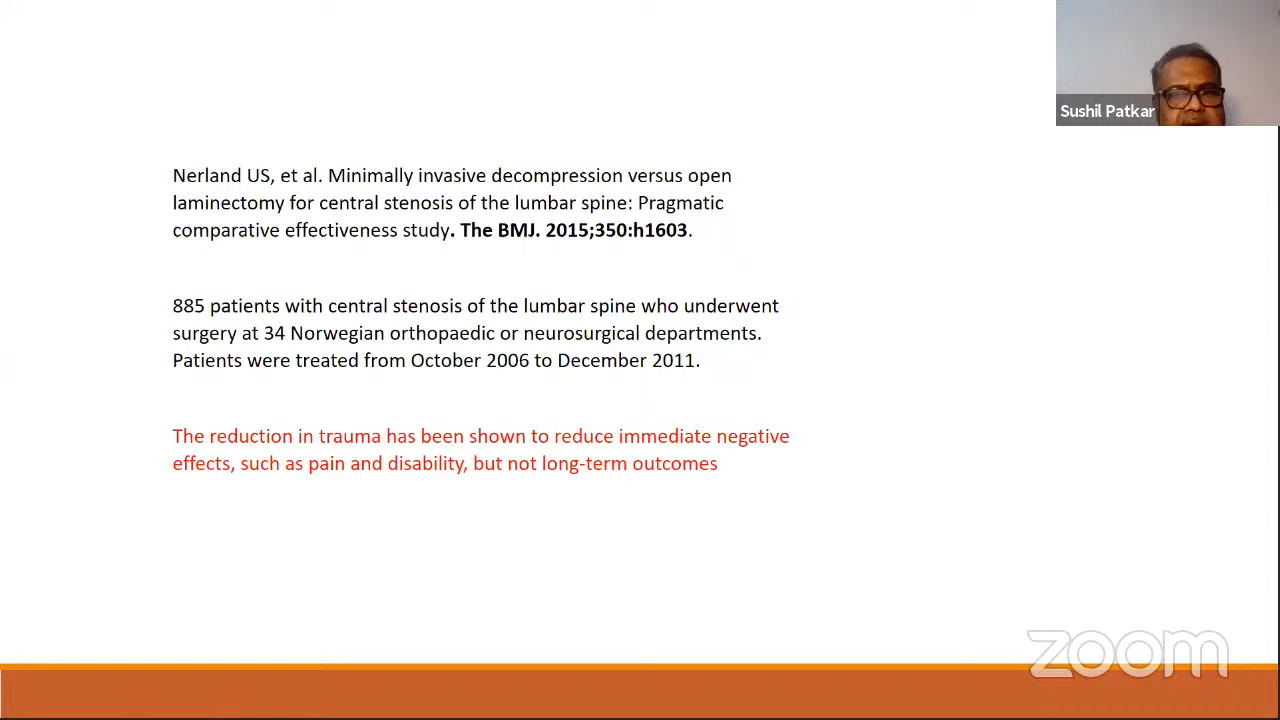 Sushil Patkar
Nerland US, et al. Minimally invasive decompression versus open
laminectomy for central stenosis of the lumbar spine: Pragmatic
comparative effectiveness study. The BMJ. 2015;350:h1603.
885 patients with central stenosis of the lumbar spine who underwent
surgery at 34 Norwegian orthopaedic or neurosurgical departments.
Patients were treated from October 2006 to December 2011.
The reduction in trauma has been shown to reduce immediate negative
effects, such as pain and disability, but not long-term outcomes
zoom